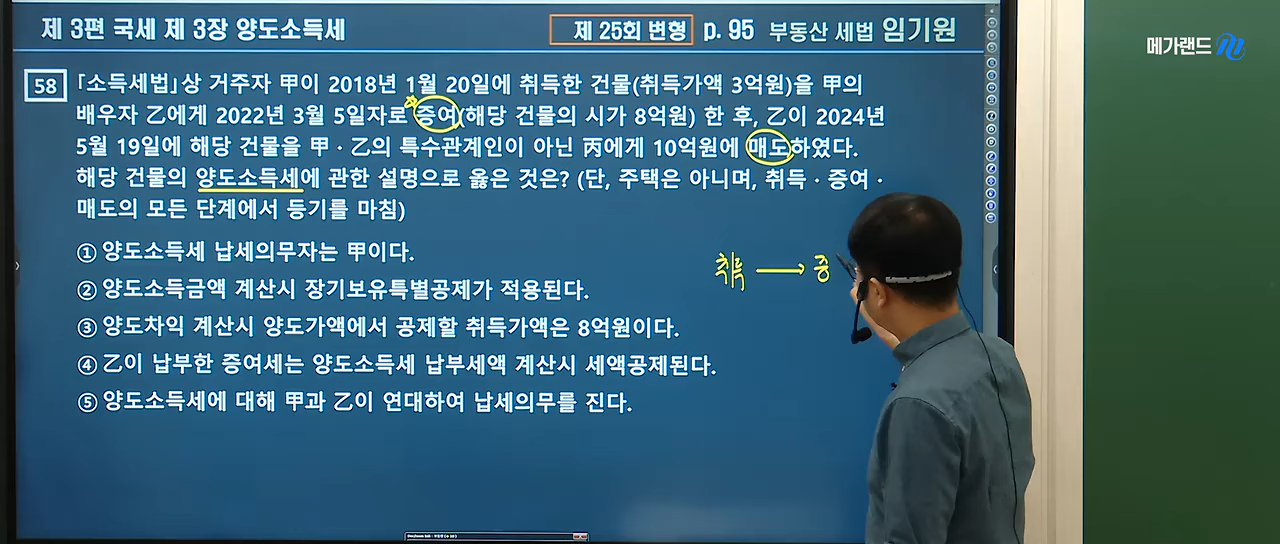 제 3편 국세 제 3장 양도소득세 제 25회 변형 p. 95 부동산 세법 임기원
메가랜드
58 「소득세법」상 거주자 甲이 2018년 1월 20일에 취득한 건물(취득가액 3억원)을 甲의
배우자 乙에게 2022년 3월 5일자로 증여(해당 건물의 시가 8억원) 한 후, 乙이 2024년
5월 19일에 해당 건물을 甲 · 乙의 특수관계인이 아닌 丙에게 10억원에 매도하였다.
해당 건물의 양도소득세에 관한 설명으로 옳은 것은? (단, 주택은 아니며, 취득 · 증여 ·
매도의 모든 단계에서 등기를 마침)
① 양도소득세 납세의무자는 甲이다.
② 양도소득금액 계산시 장기보유특별공제가 적용된다.
③ 양도차익 계산시 양도가액에서 공제할 취득가액은 8억원이다.
④ 乙이 납부한 증여세는 양도소득세 납부세액 계산시 세액공제된다.
⑤ 양도소득세에 대해 甲과 乙이 연대하여 납세의무를 진다.
취득 → 증